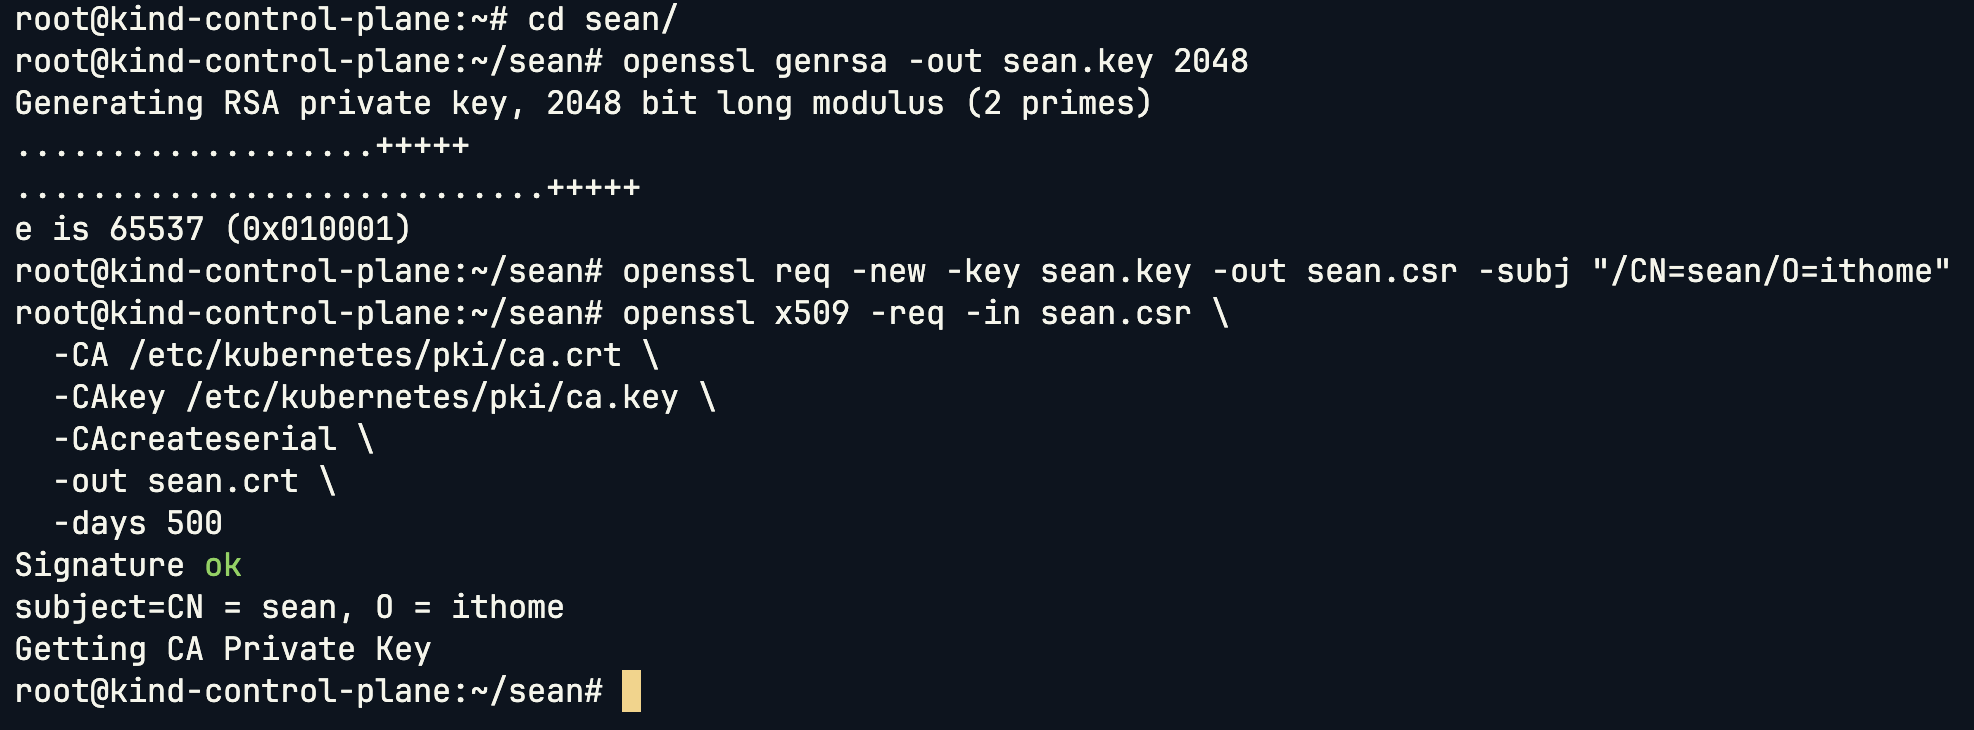 root@kind-control-plane:~# cd sean/
root@kind-control-plane:~/sean# openssl genrsa -out sean.key 2048
Generating RSA private key, 2048 bit long modulus (2 primes)
...................+++++
............................+++++
e is 65537 (0x010001)
root@kind-control-plane:~/sean# openssl req -new -key sean.key -out sean.csr -subj "/CN=sean/O=ithome"
root@kind-control-plane:~/sean# openssl x509 -req -in sean.csr \
  -CA /etc/kubernetes/pki/ca.crt \
  -CAkey /etc/kubernetes/pki/ca.key \
  -CAcreateserial \
  -out sean.crt \
  -days 500
Signature ok
subject=CN = sean, O = ithome
Getting CA Private Key
root@kind-control-plane:~/sean#